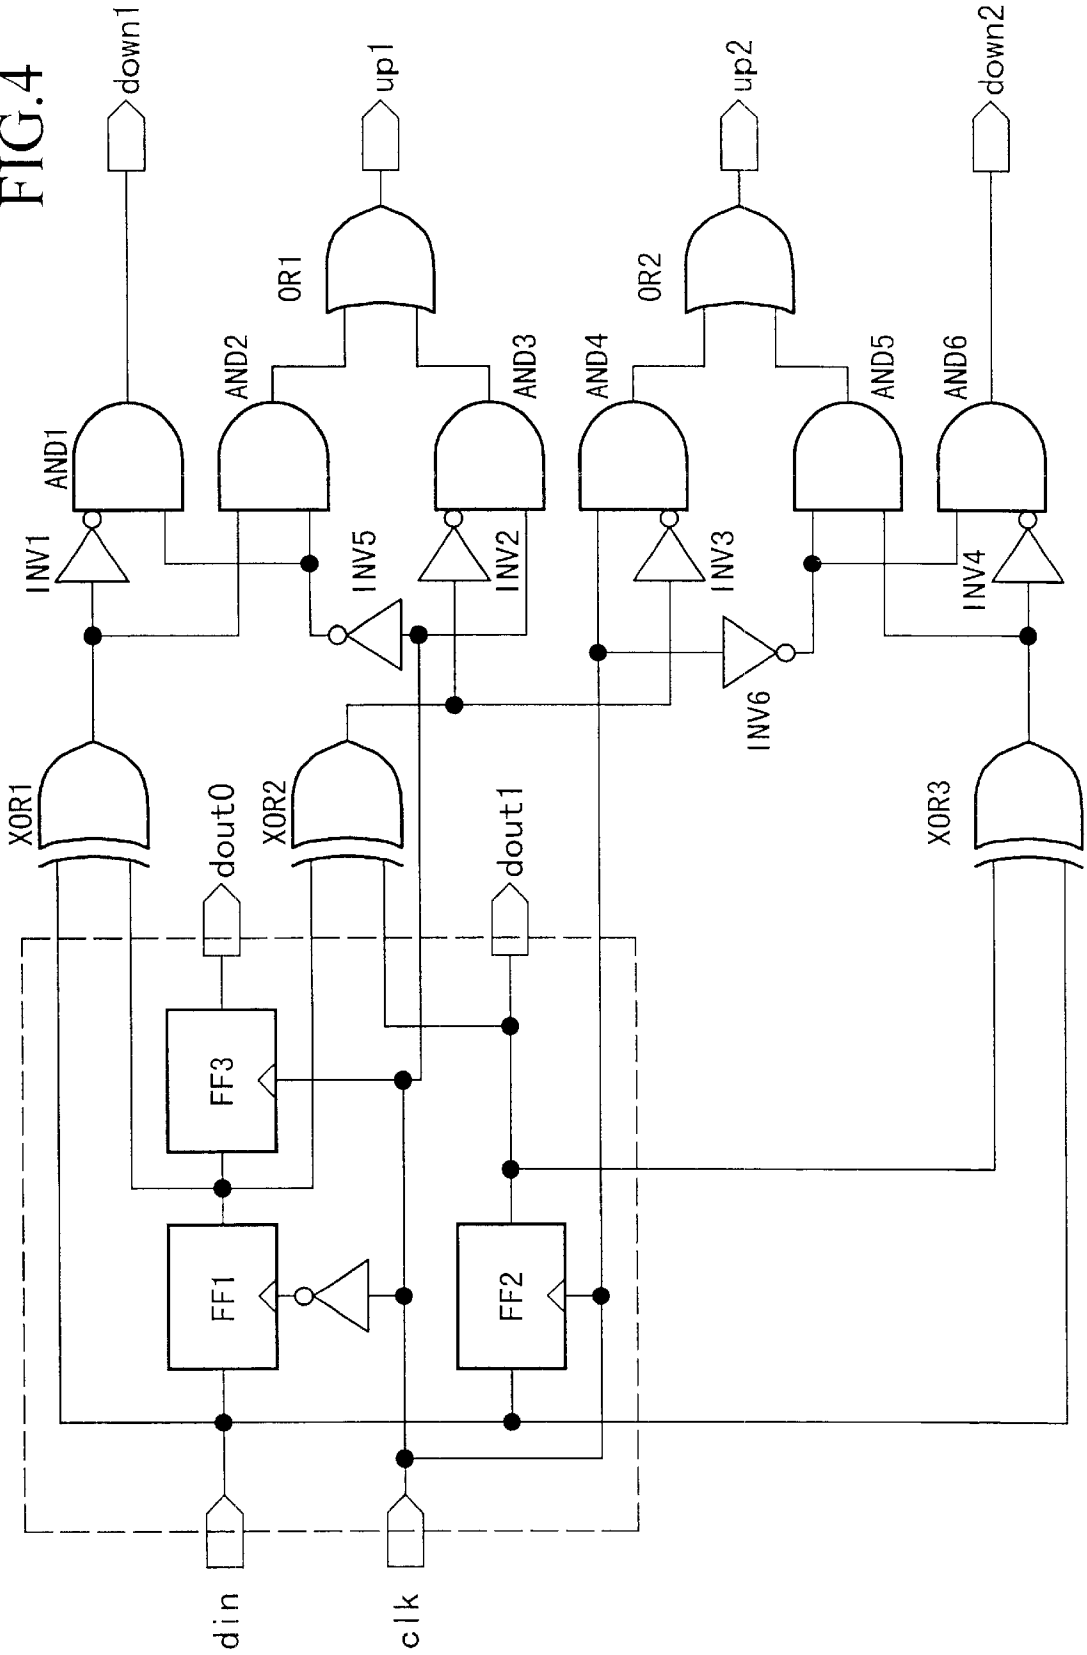 FIG.4
down1
up1
up2
down2
OR1
OR2
AND1
AND2
AND3
AND4
AND5
AND6
INV1
INV5
INV2
INV3
INV6
INV4
XOR1
dout0
XOR2
dout1
XOR3
FF3
FF1
FF2
din
clk